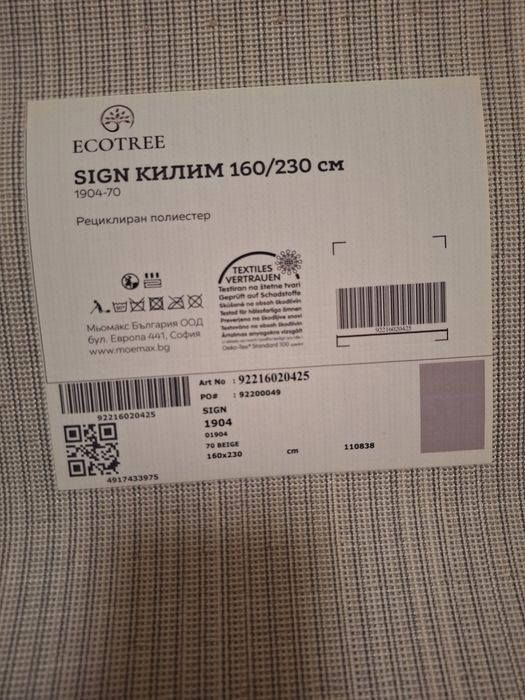 ECOTREE
SIGN КИЛИМ 160/230 см
1904-70
Рециклиран полиестер
TEXTILES
VERTRAUEN
Testiran na štetne tvari
Geprüft auf Schadstoffe
Skúšené na obsah škodlivín
Testad för hälsofarliga ämnen
Preverjeno na škodljive snovi
Testováno na obsah škodlivin
Ártalmas anyagokra vizsgált
Oeko-Tex® Standard 100
Мьомакс България ООД
бул. Европа 441, София
www.moemax.bg
92216020425
92216020425
4917433975
Art No : 92216020425
PO# : 92200049
SIGN
1904
01904
70 BEIGE
160x230 cm 110838